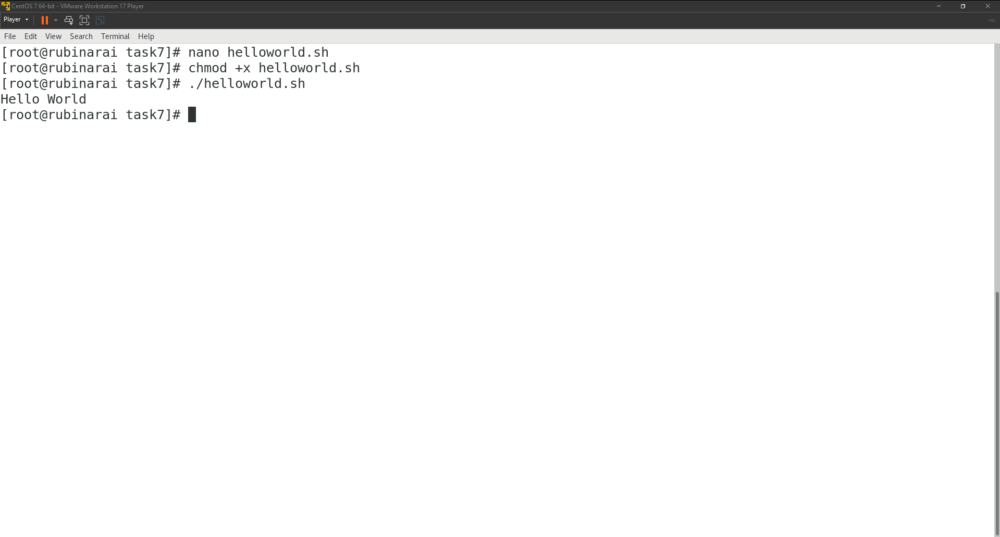 CentOS 7 64-bit - VMware Workstation 17 Player
Player
File Edit View Search Terminal Help
[root@rubinarai task7]# nano helloworld.sh
[root@rubinarai task7]# chmod +x helloworld.sh
[root@rubinarai task7]# ./helloworld.sh
Hello World
[root@rubinarai task7]#